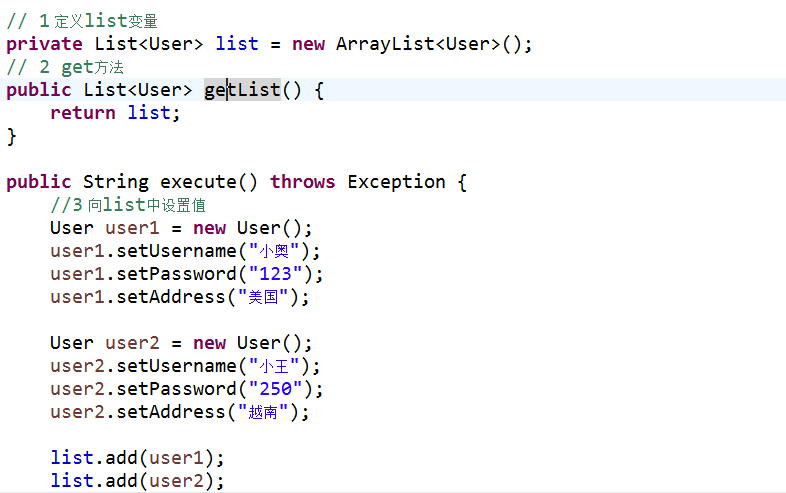 // 1 定义list变量
private List<User> list = new ArrayList<User>();
// 2 get方法
public List<User> getList() {
    return list;
}
public String execute() throws Exception {
    //3 向list中设置值
    User user1 = new User();
    user1.setUsername("小奥");
    user1.setPassword("123");
    user1.setAddress("美国");
    User user2 = new User();
    user2.setUsername("小王");
    user2.setPassword("250");
    user2.setAddress("越南");
    list.add(user1);
    list.add(user2);